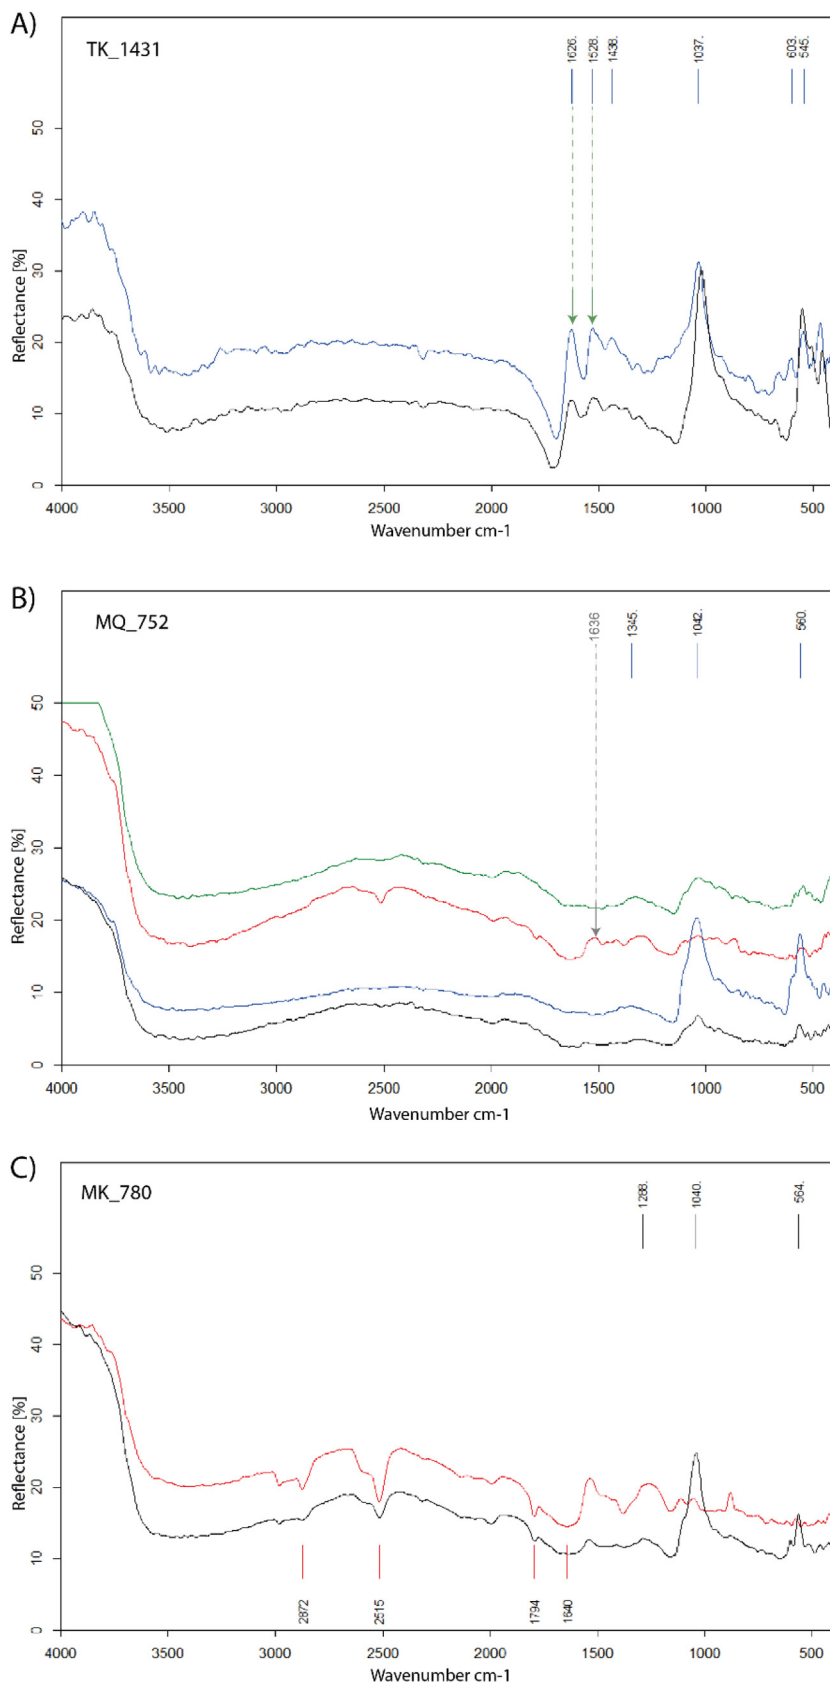 A)
TK_1431
1626.
1528.
1438.
1037.
603.
545.
50
40
30
20
10
0
Reflectance [%]
4000 3500 3000 2500 2000 1500 1000 500
Wavenumber cm-1
B)
MQ_752
1636
1345.
1042.
560.
50
40
30
20
10
0
Reflectance [%]
4000 3500 3000 2500 2000 1500 1000 500
Wavenumber cm-1
C)
MK_780
1288.
1040.
564.
50
40
30
20
10
0
Reflectance [%]
2872
2515
1794
1640
4000 3500 3000 2500 2000 1500 1000 500
Wavenumber cm-1